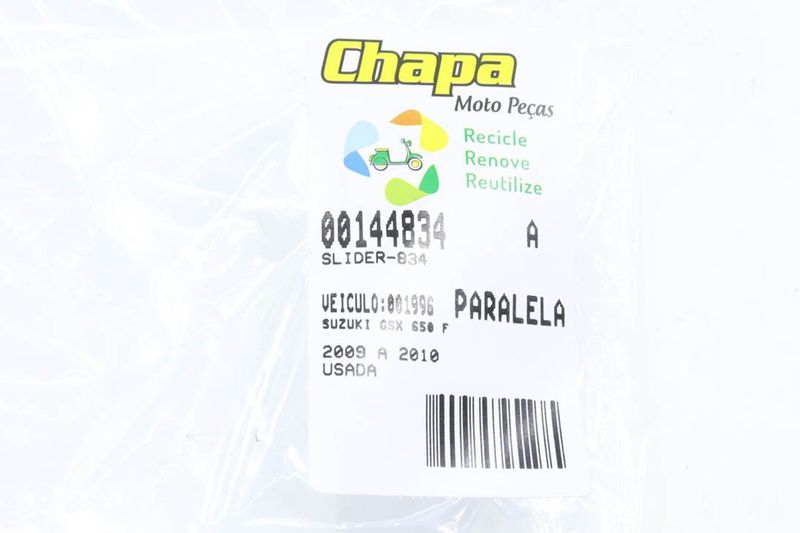 Chapa
Moto Peças
Recicle
Renove
Reutilize
00144834 A
SLIDER-834
VEICULO:001996 PARALELA
SUZUKI GSX 650 F
2009 A 2010
USADA